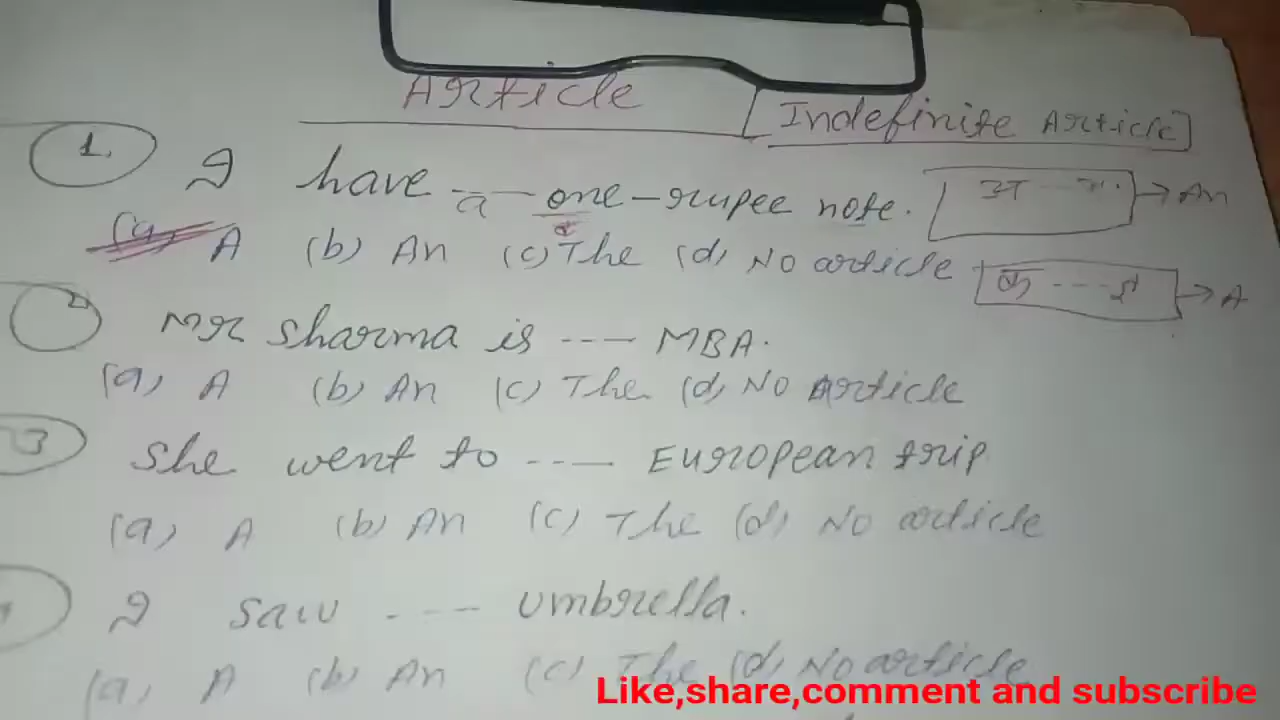 Article [Indefinite Article]
1. I have --- one-rupee note. अ --- → An
a
(a) A (b) An (c) The (d) No article --- → A
2 Mr Sharma is --- MBA.
(a) A (b) An (c) The (d) No Article
3 She went to --- European trip
(a) A (b) An (c) The (d) No article
I saw --- umbrella.
(a) A (b) An (c) The (d) No article
Like,share,comment and subscribe